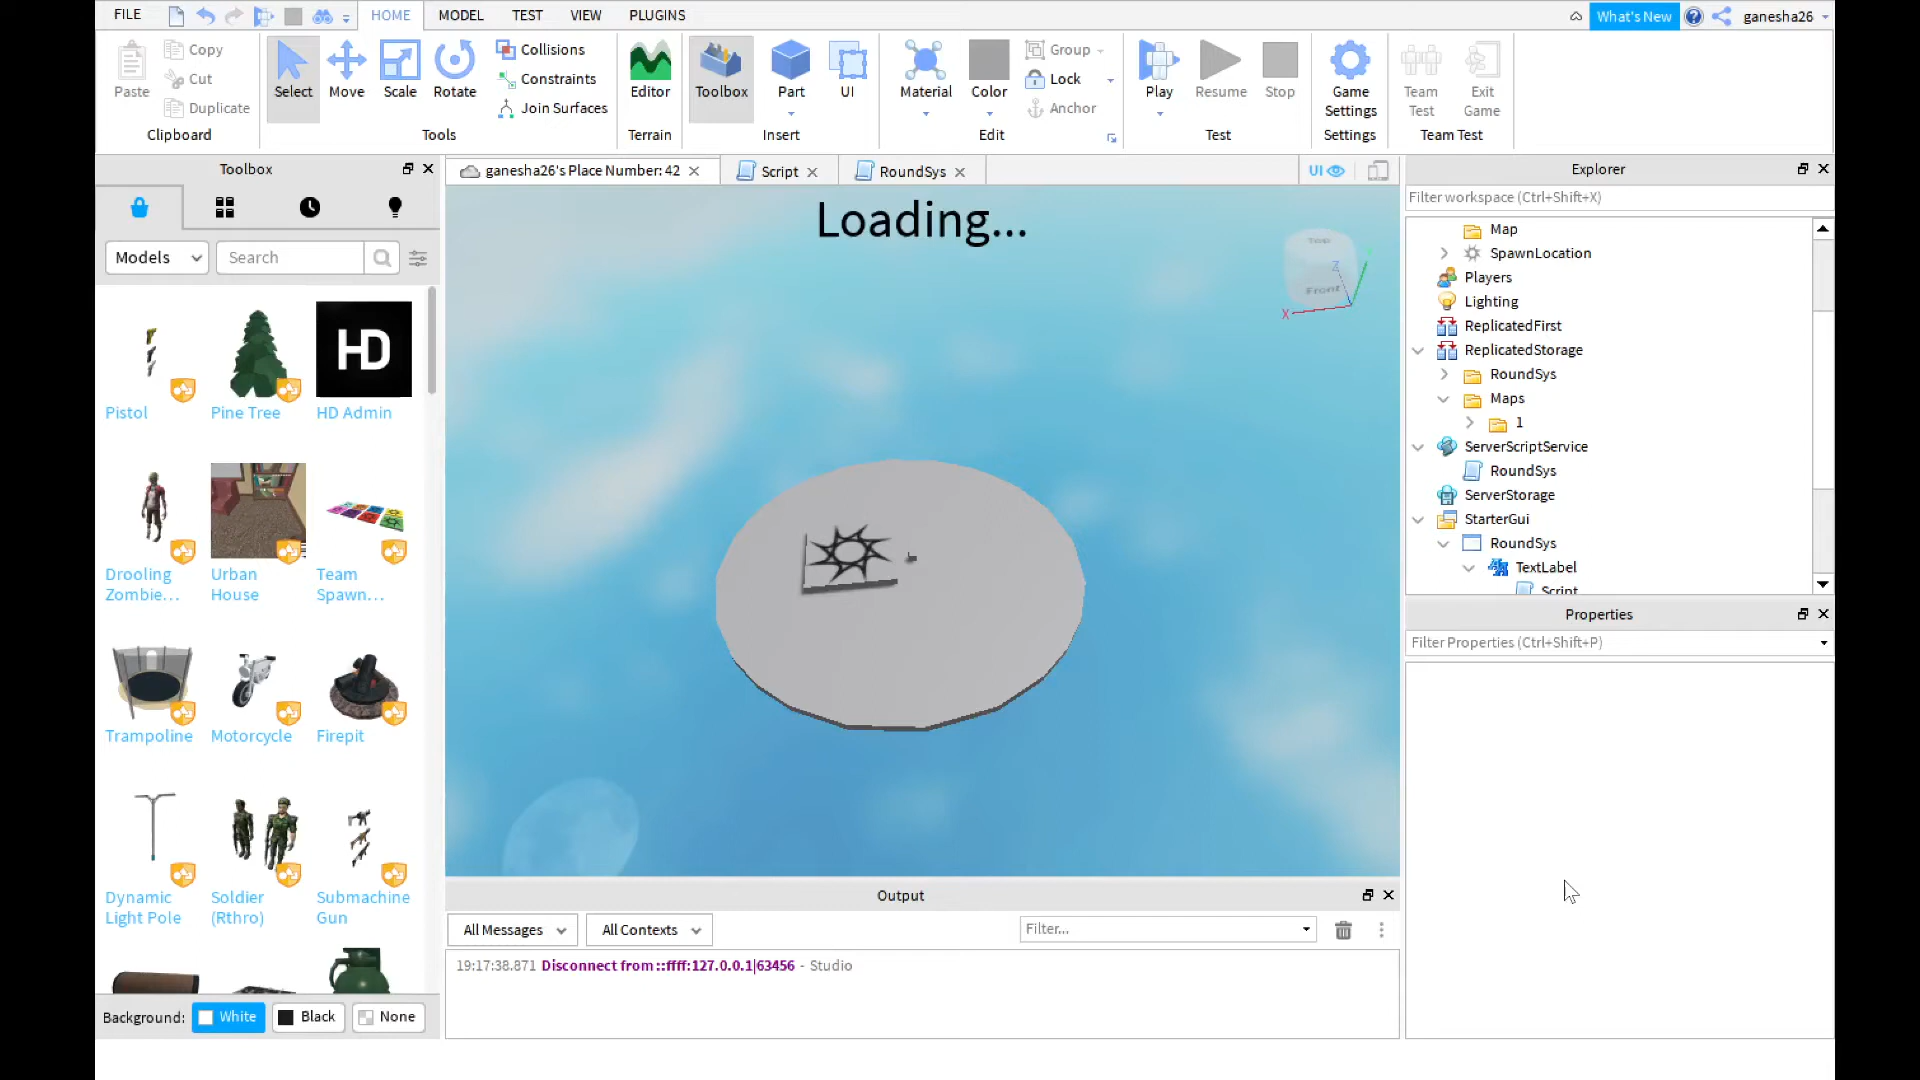 FILE
HOME
MODEL
TEST
VIEW
PLUGINS
What's New
ganesha26
Paste
Copy
Cut
Duplicate
Clipboard
Select
Move
Scale
Rotate
Collisions
Constraints
Join Surfaces
Tools
Editor
Terrain
Toolbox
Part
UI
Insert
Material
Color
Group
Lock
Anchor
Edit
Play
Resume
Stop
Test
Game
Settings
Settings
Team
Test
Exit
Game
Team Test
Toolbox
Models
Search
Pistol
Pine Tree
HD
HD Admin
Drooling
Zombie...
Urban
House
Team
Spawn...
Trampoline
Motorcycle
Firepit
Dynamic
Light Pole
Soldier
(Rthro)
Submachine
Gun
Background:
White
Black
None
ganesha26's Place Number: 42
Script
RoundSys
UI
Loading...
Top
Front
X
Z
Output
All Messages
All Contexts
Filter...
19:17:38.871 Disconnect from ::ffff:127.0.0.1|63456 - Studio
Explorer
Filter workspace (Ctrl+Shift+X)
Map
SpawnLocation
Players
Lighting
ReplicatedFirst
ReplicatedStorage
RoundSys
Maps
1
ServerScriptService
RoundSys
ServerStorage
StarterGui
RoundSys
TextLabel
Script
Properties
Filter Properties (Ctrl+Shift+P)